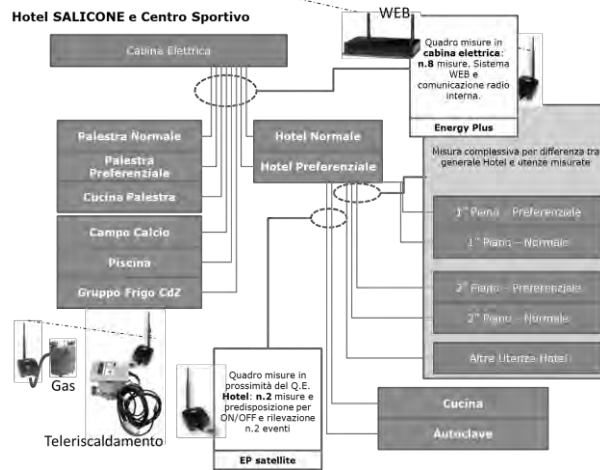 Hotel SALICONE e Centro Sportivo
WEB
Cabina Elettrica
Quadro misure in
cabina elettrica:
n.8 misure. Sistema
WEB e
comunicazione radio
interna.
Energy Plus
Palestra Normale
Palestra
Preferenziale
Cucina Palestra
Hotel Normale
Hotel Preferenziale
Misura complessiva per differenza tra
generale Hotel e utenze misurate
Campo Calcio
Piscina
Gruppo Frigo CdZ
1° Piano – Preferenziale
1° Piano – Normale
2° Piano – Preferenziale
2° Piano – Normale
Altre Utenze Hotel
Gas
Teleriscaldamento
Quadro misure in
prossimità del Q.E.
Hotel: n.2 misure e
predisposizione per
ON/OFF e rilevazione
n.2 eventi
EP satellite
Cucina
Autoclave